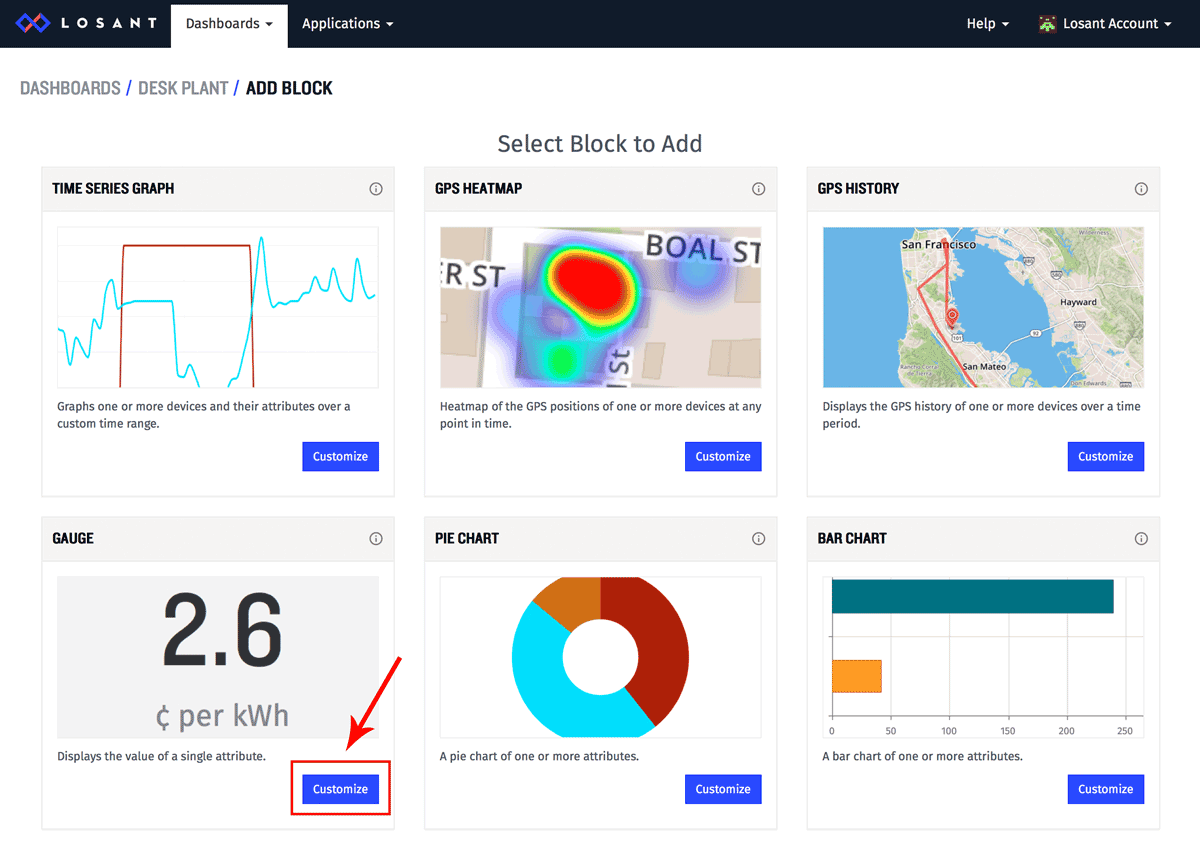 LOSANT
Dashboards
Applications
Help
Losant Account
DASHBOARDS / DESK PLANT / ADD BLOCK
Select Block to Add
TIME SERIES GRAPH
Graphs one or more devices and their attributes over a
custom time range.
Customize
GPS HEATMAP
BOAL ST
ER ST
St
Heatmap of the GPS positions of one or more devices at any
point in time.
Customize
GPS HISTORY
San Francisco
Hayward
92
101
San Mateo
Don Edwards
Displays the GPS history of one or more devices over a time
period.
Customize
GAUGE
2.6
¢ per kWh
Displays the value of a single attribute.
Customize
PIE CHART
A pie chart of one or more attributes.
Customize
BAR CHART
0 50 100 150 200 250
A bar chart of one or more attributes.
Customize